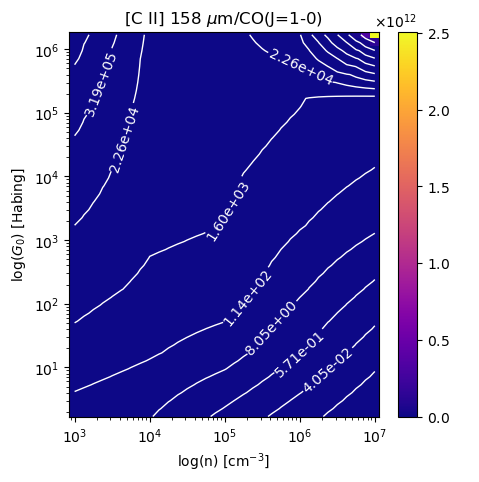 [C II] 158 μm/CO(J=1-0)
×10¹²
2.5
2.0
1.5
1.0
0.5
0.0
10⁶
10⁵
10⁴
10³
10²
10¹
log(G₀) [Habing]
3.19e+05
2.26e+04
2.26e+04
1.60e+03
1.14e+02
8.05e+00
5.71e-01
4.05e-02
10³
10⁴
10⁵
10⁶
10⁷
log(n) [cm⁻³]